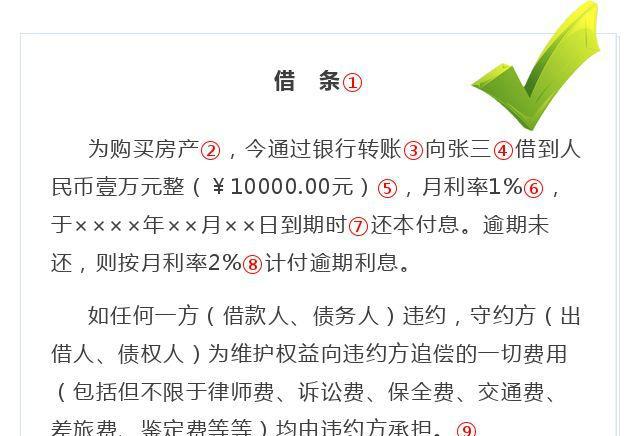 借 条①
为购买房产②，今通过银行转账③向张三④借到人
民币壹万元整（￥10000.00元）⑤，月利率1%⑥，
于××××年××月××日到期时⑦还本付息。逾期未
还，则按月利率2%⑧计付逾期利息。
如任何一方（借款人、债务人）违约，守约方（出
借人、债权人）为维护权益向违约方追偿的一切费用
（包括但不限于律师费、诉讼费、保全费、交通费、
差旅费、鉴定费等等）均由违约方承担。⑨